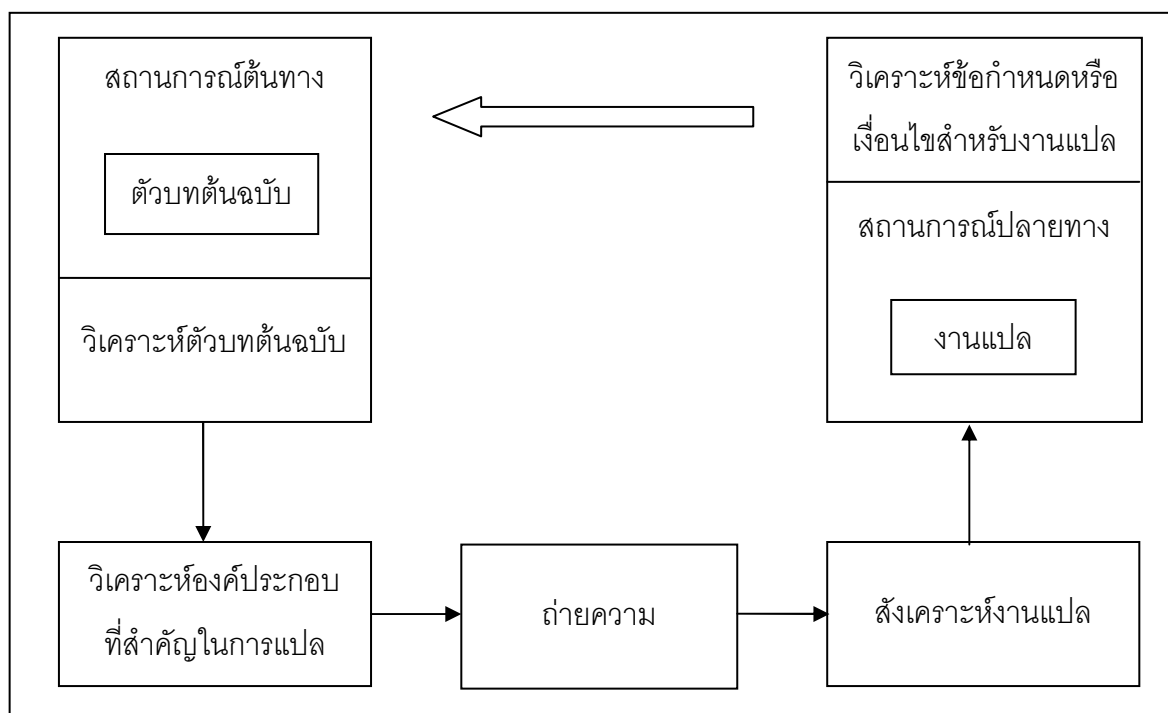 สถานการณ์ต้นทาง
ตัวบทต้นฉบับ
วิเคราะห์ตัวบทต้นฉบับ
วิเคราะห์ข้อกำหนดหรือ
เงื่อนไขสำหรับงานแปล
สถานการณ์ปลายทาง
งานแปล
วิเคราะห์องค์ประกอบ
ที่สำคัญในการแปล
ถ่ายความ
สังเคราะห์งานแปล